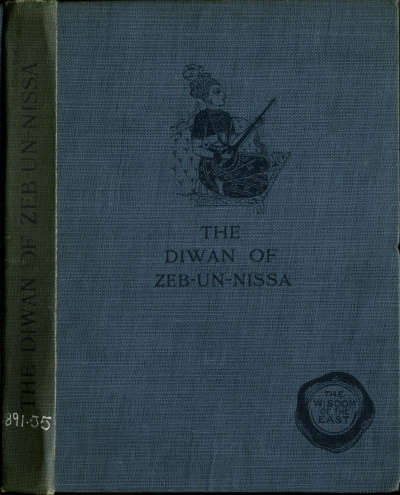 THE DIWAN OF ZEB-UN-NISSA
891.55
THE
DIWAN OF
ZEB-UN-NISSA
THE
WISDOM
OF THE
EAST